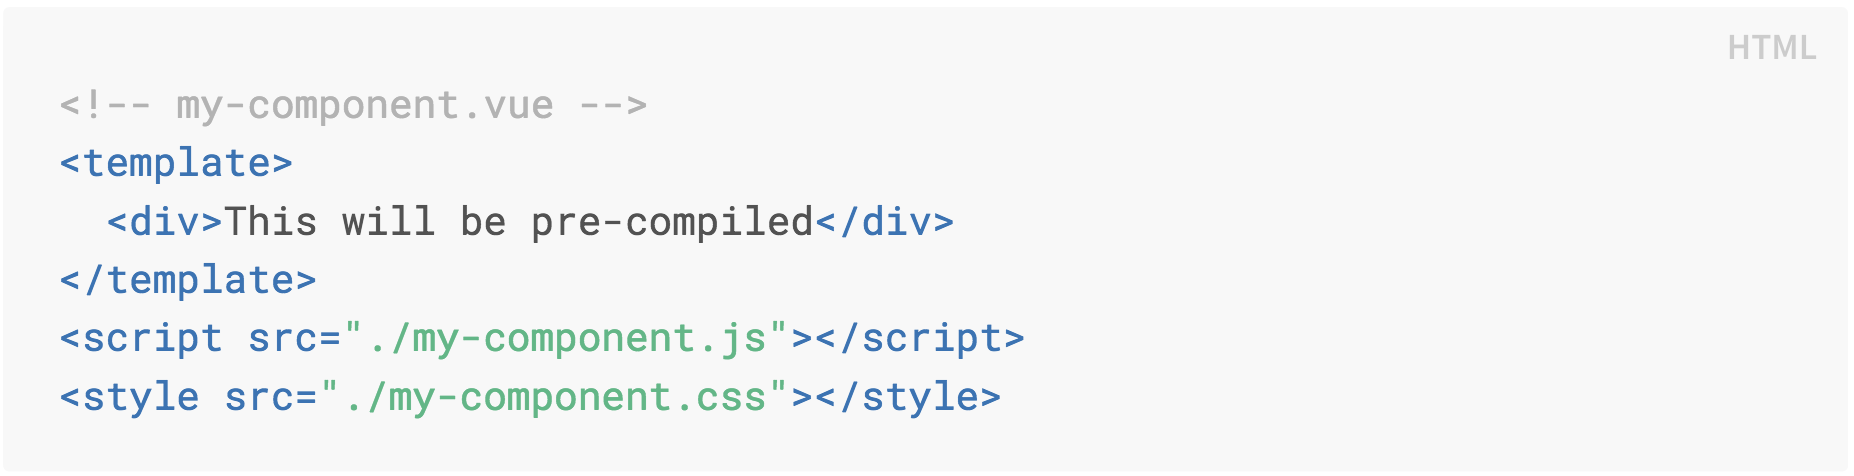 HTML
<!-- my-component.vue -->
<template>
  <div>This will be pre-compiled</div>
</template>
<script src="./my-component.js"></script>
<style src="./my-component.css"></style>